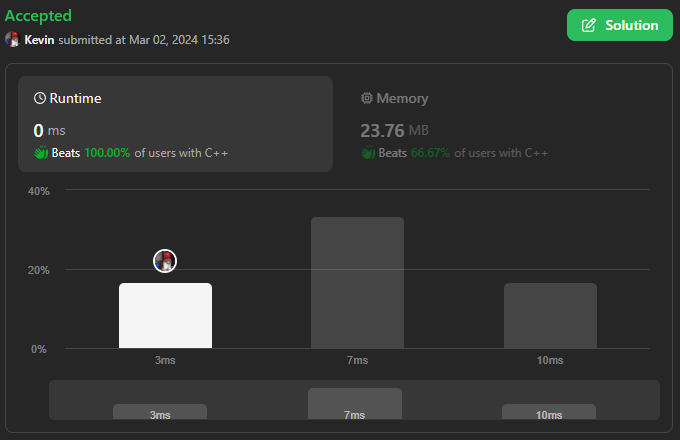 Accepted
Kevin submitted at Mar 02, 2024 15:36
Solution
Runtime
0 ms
Beats 100.00% of users with C++
Memory
23.76 MB
Beats 66.67% of users with C++
40%
20%
0%
3ms 7ms 10ms
3ms 7ms 10ms